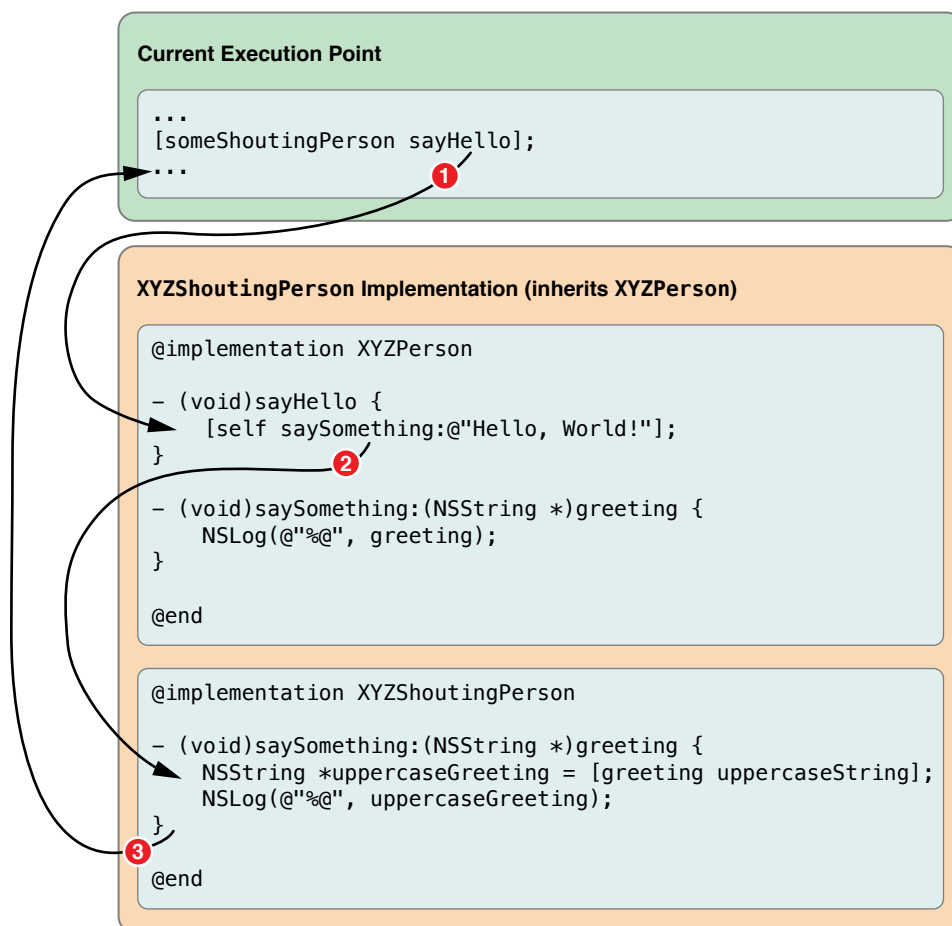 Current Execution Point
...
[someShoutingPerson sayHello];
...
1
XYZShoutingPerson Implementation (inherits XYZPerson)
@implementation XYZPerson
– (void)sayHello {
[self saySomething:@"Hello, World!"];
}
2
– (void)saySomething:(NSString *)greeting {
NSLog(@"%@", greeting);
}
@end
@implementation XYZShoutingPerson
– (void)saySomething:(NSString *)greeting {
NSString *uppercaseGreeting = [greeting uppercaseString];
NSLog(@"%@", uppercaseGreeting);
}
3
@end